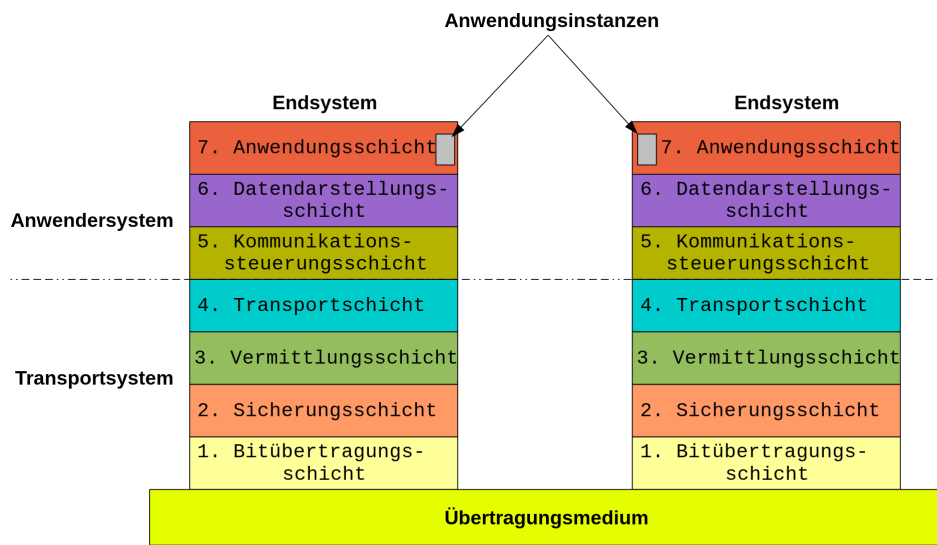 Anwendungsinstanzen
Endsystem
Endsystem
7. Anwendungsschicht
7. Anwendungsschicht
6. Datendarstellungs-
schicht
6. Datendarstellungs-
schicht
Anwendersystem
5. Kommunikations-
steuerungsschicht
5. Kommunikations-
steuerungsschicht
4. Transportschicht
4. Transportschicht
3. Vermittlungsschicht
3. Vermittlungsschicht
Transportsystem
2. Sicherungsschicht
2. Sicherungsschicht
1. Bitübertragungs-
schicht
1. Bitübertragungs-
schicht
Übertragungsmedium